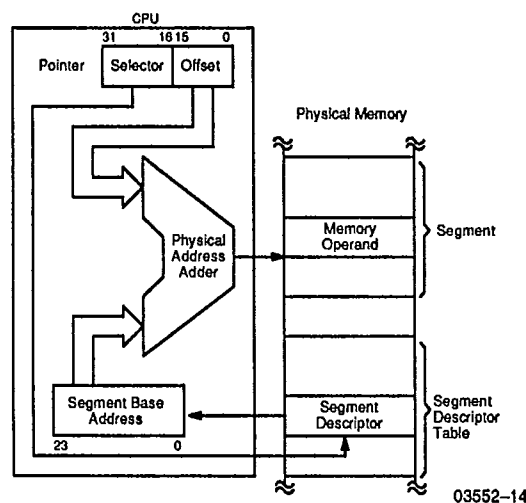 CPU
31 16 15 0
Pointer Selector Offset
Physical Memory
Memory
Operand
Segment
Physical
Address
Adder
Segment Base
Address
23 0
Segment
Descriptor
Segment
Descriptor
Table
03552–14